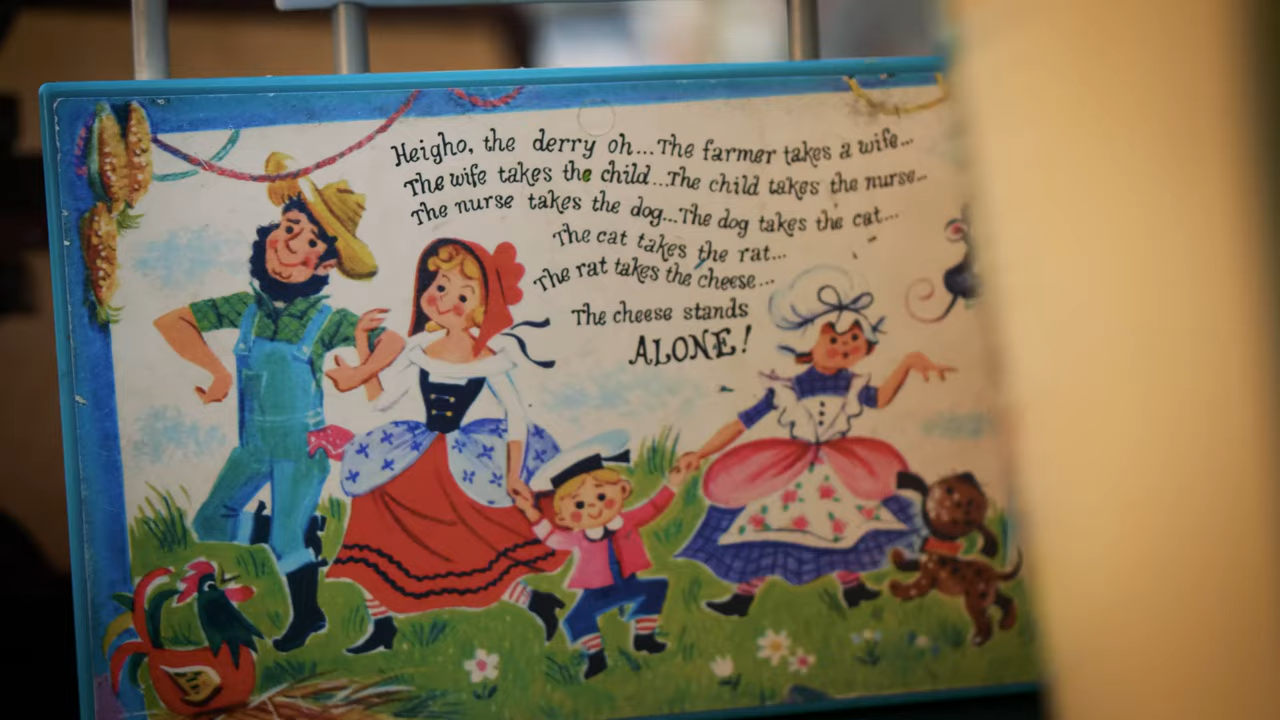 Heigho, the derry oh...The farmer takes a wife...
The wife takes the child...The child takes the nurse...
The nurse takes the dog...The dog takes the cat...
The cat takes the rat...
The rat takes the cheese...
The cheese stands
ALONE!